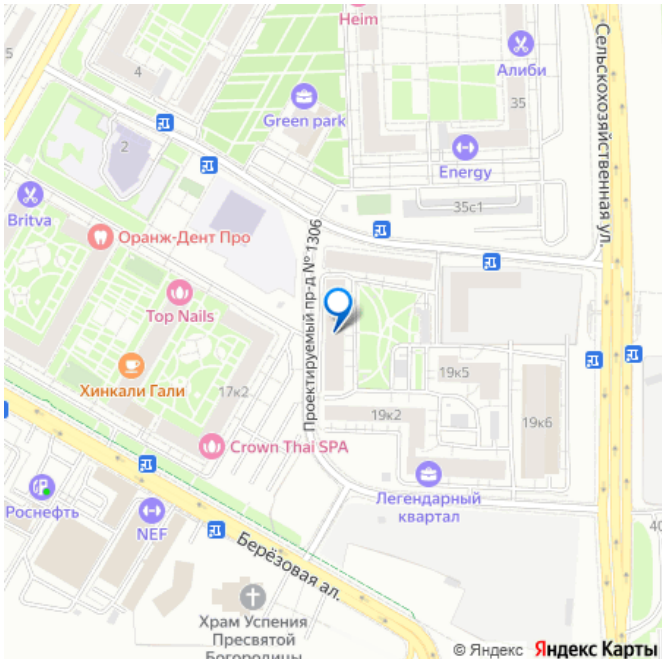 Heim
Алиби
5
4
35
Green park
Сельскохозяйственная ул.
2
Energy
Britva
35с1
Оранж-Дент Про
Проектируемый пр-д № 1306
Top Nails
Хинкали Гали
17к2
19к5
19к2
19к6
Crown Thai SPA
Роснефть
NEF
Легендарный
квартал
40
Берёзовая ал.
Храм Успения
Пресвятой
Богородицы
© Яндекс Яндекс Карты